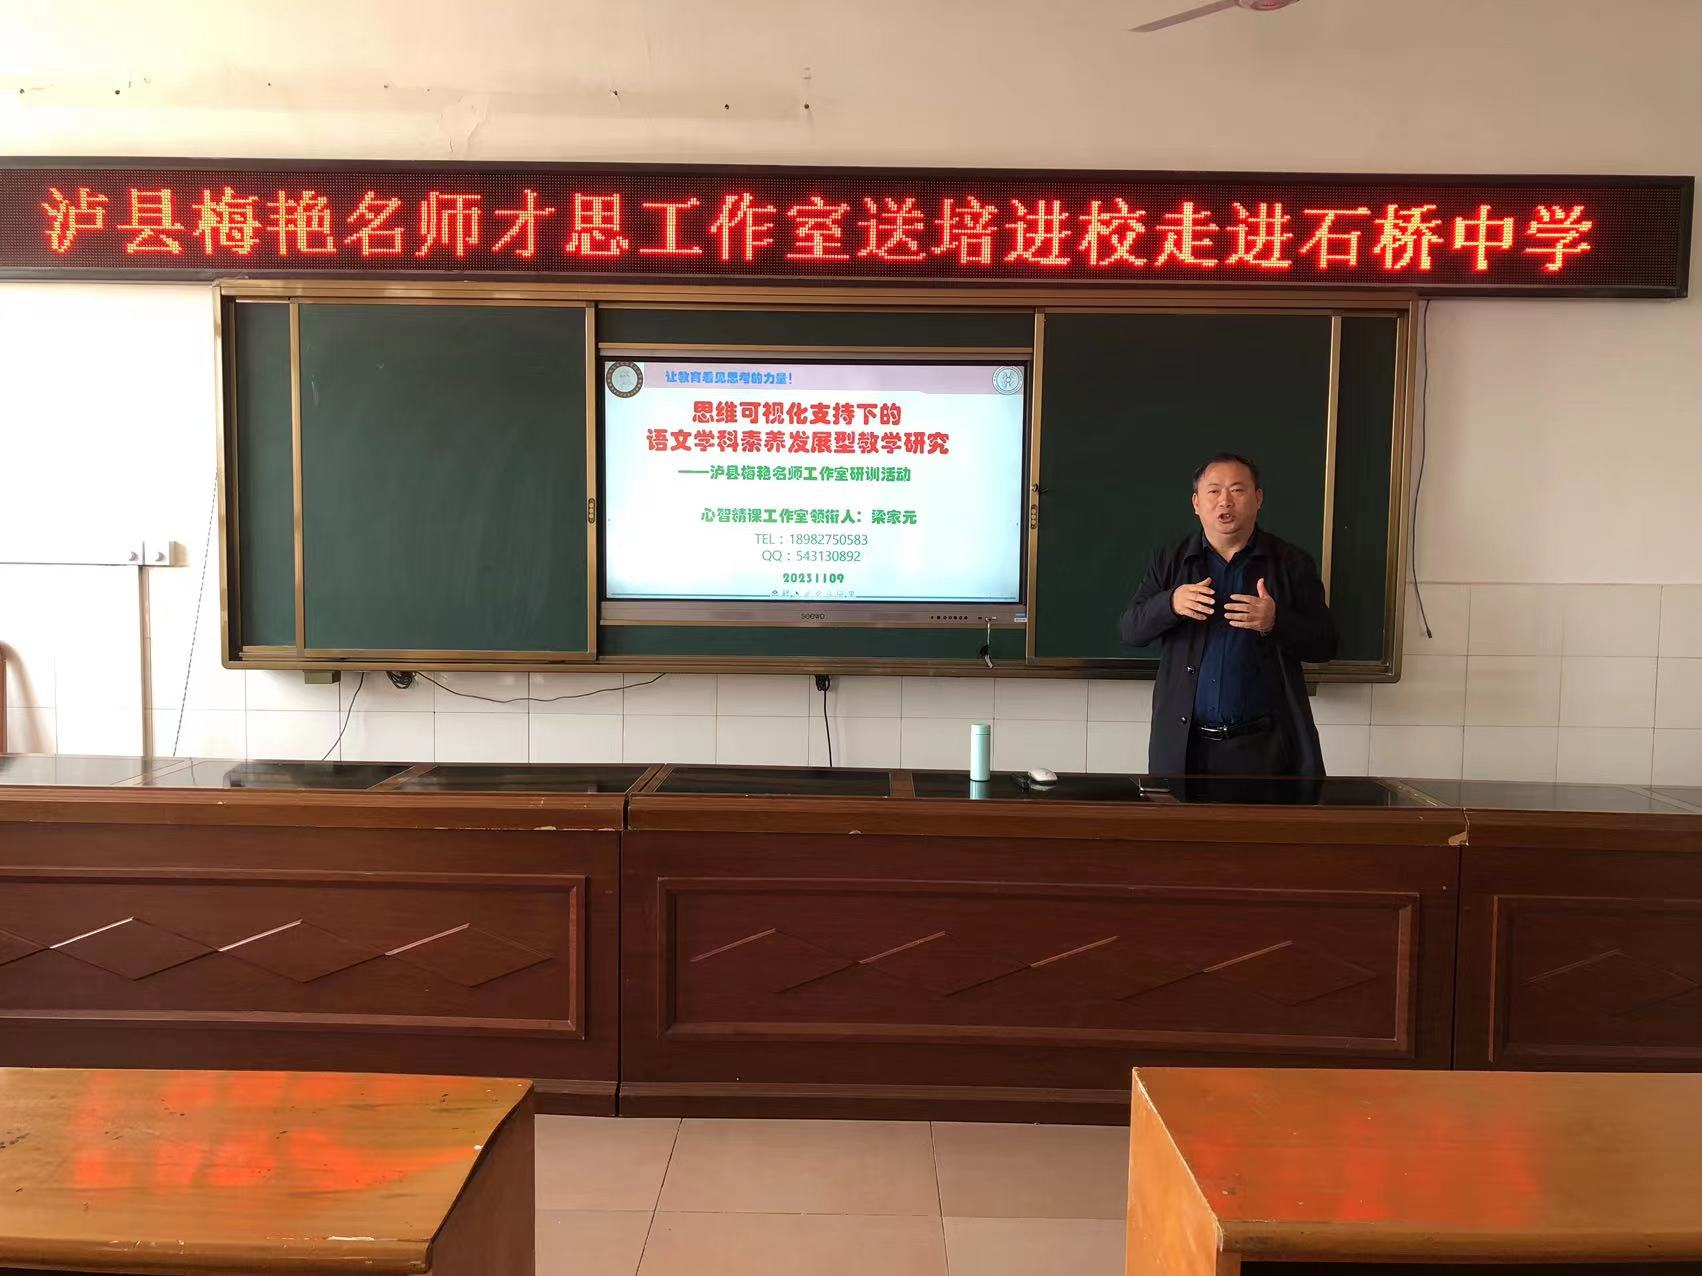 泸县梅艳名师才思工作室送培进校走进石桥中学
让教育看见思考的力量！
思维可视化支持下的
语文学科素养发展型教学研究
——泸县梅艳名师工作室研训活动
心智精课工作室领衔人：梁家元
TEL：18982750583
QQ：543130892
20231109
seewo